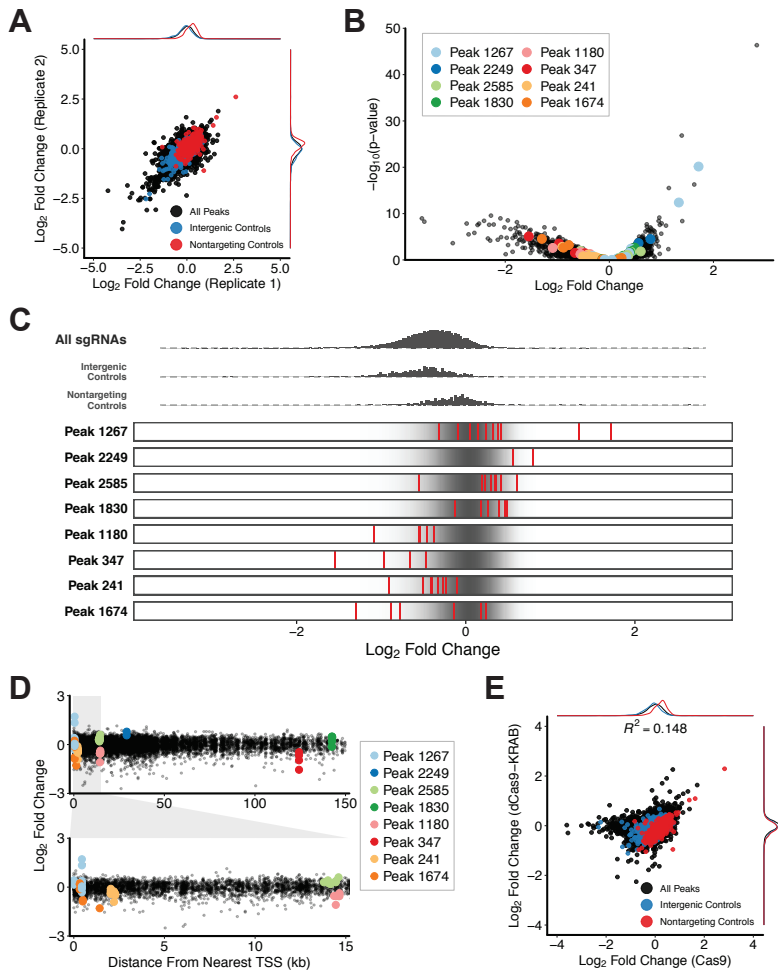 A
5.0
2.5
0.0
−2.5
−5.0
Log2 Fold Change (Replicate 2)
All Peaks
Intergenic Controls
Nontargeting Controls
−5.0 −2.5 0.0 2.5 5.0
Log2 Fold Change (Replicate 1)
B
50
40
30
20
10
0
−log10(p−value)
Peak 1267
Peak 2249
Peak 2585
Peak 1830
Peak 1180
Peak 347
Peak 241
Peak 1674
−2 0 2
Log2 Fold Change
C
All sgRNAs
Intergenic
Controls
Nontargeting
Controls
Peak 1267
Peak 2249
Peak 2585
Peak 1830
Peak 1180
Peak 347
Peak 241
Peak 1674
−2 0 2
Log2 Fold Change
D
3
0
−3
0 50 100 150
Log2 Fold Change
3
0
−3
0 5 10 15
Distance From Nearest TSS (kb)
Peak 1267
Peak 2249
Peak 2585
Peak 1830
Peak 1180
Peak 347
Peak 241
Peak 1674
E
R2 = 0.148
4
2
0
−2
−4
Log2 Fold Change (dCas9−KRAB)
All Peaks
Intergenic Controls
Nontargeting Controls
−4 −2 0 2 4
Log2 Fold Change (Cas9)